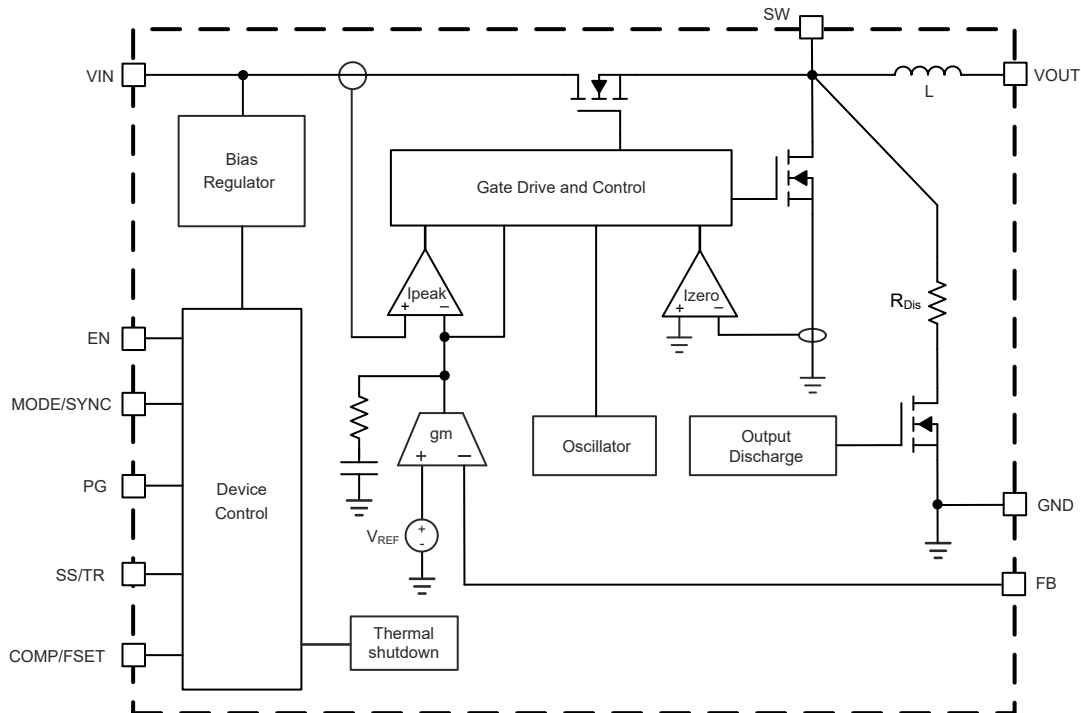 SW
VIN
VOUT
L
Bias
Regulator
Gate Drive and Control
Ipeak
+ −
Izero
+ −
RDis
EN
MODE/SYNC
gm
+ −
Oscillator
Output
Discharge
PG
Device
Control
GND
VREF
+
-
SS/TR
FB
Thermal
shutdown
COMP/FSET